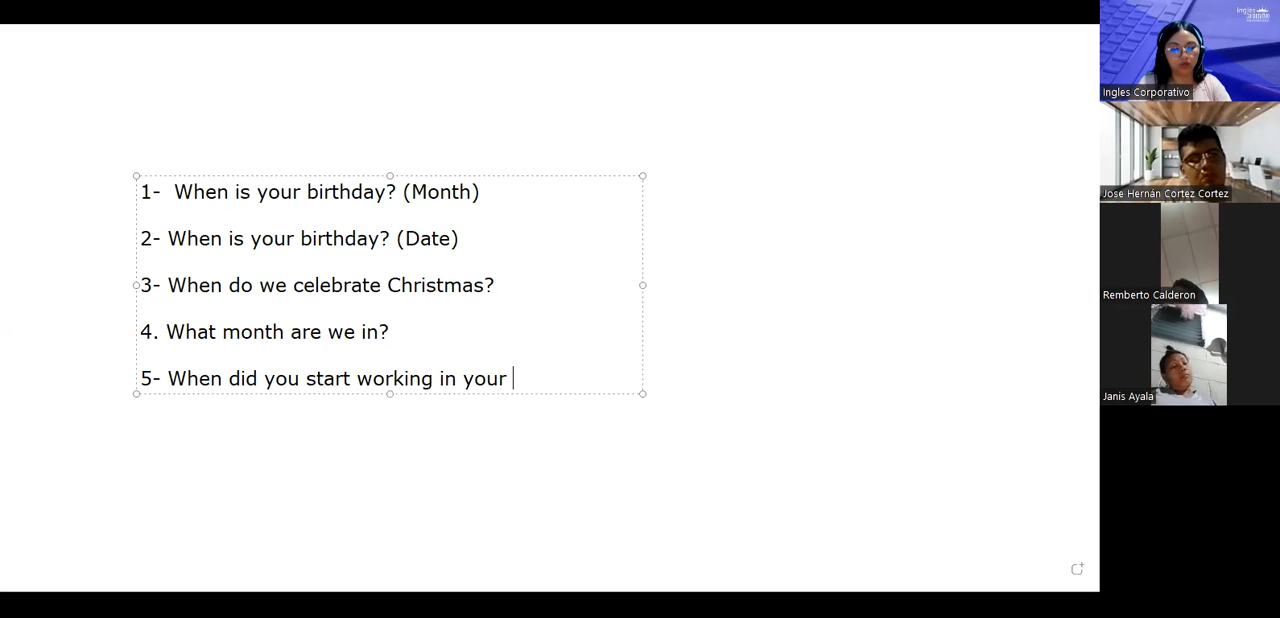 1-  When is your birthday? (Month)
2- When is your birthday? (Date)
3- When do we celebrate Christmas?
4. What month are we in?
5- When did you start working in your
Ingles
Ingles Corporativo
Jose Hernán Cortez Cortez
Remberto Calderon
Janis Ayala